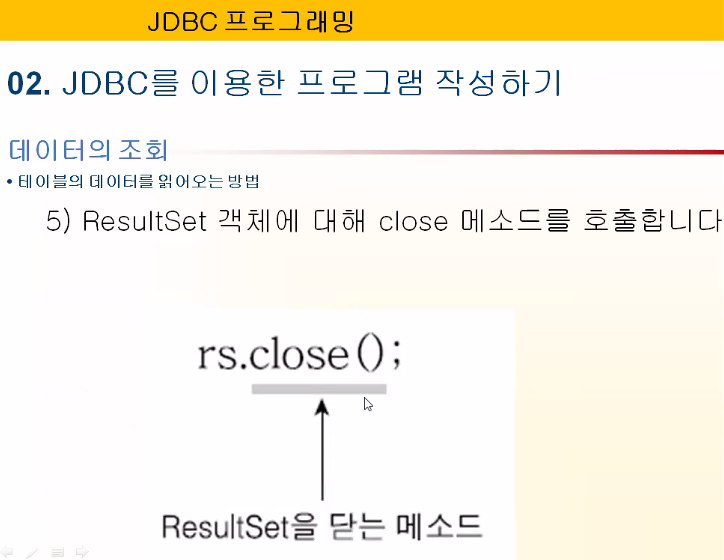 JDBC 프로그래밍
02. JDBC를 이용한 프로그램 작성하기
데이터의 조회
• 테이블의 데이터를 읽어오는 방법
5) ResultSet 객체에 대해 close 메소드를 호출합니다
rs.close();
ResultSet을 닫는 메소드